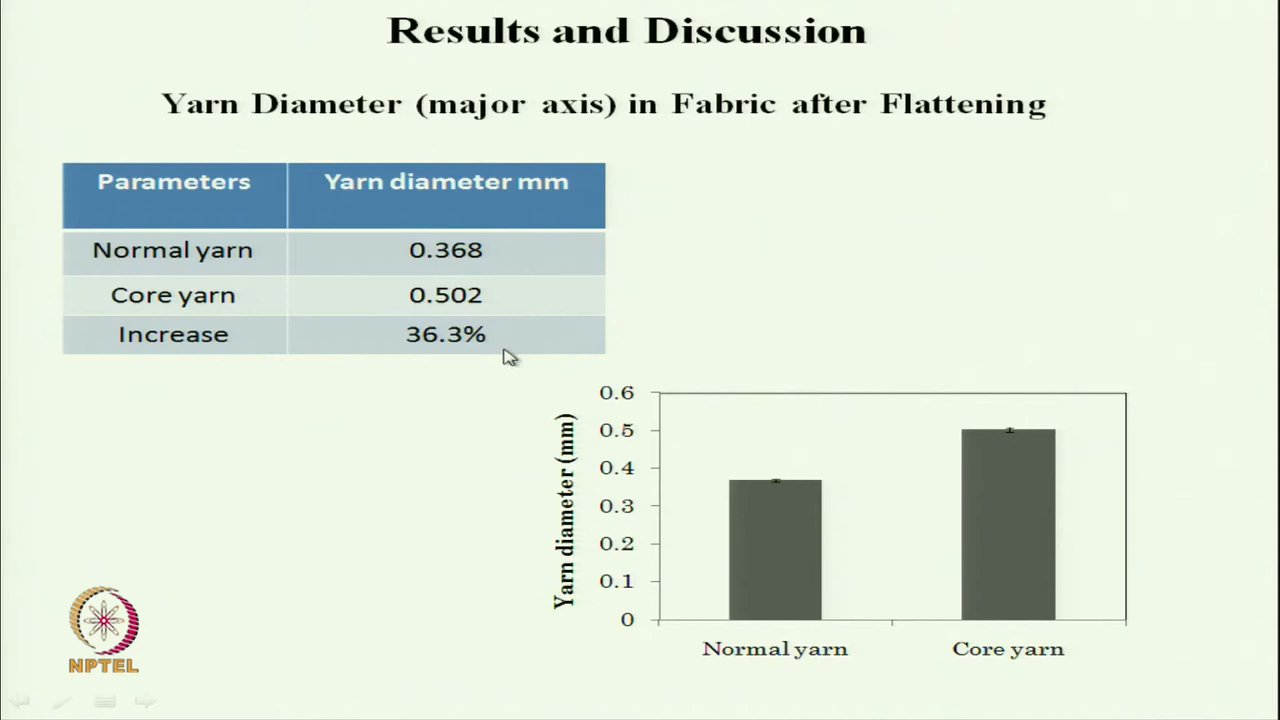 Results and Discussion
Yarn Diameter (major axis) in Fabric after Flattening
Parameters Yarn diameter mm
Normal yarn 0.368
Core yarn 0.502
Increase 36.3%
Yarn diameter (mm)
0.6
0.5
0.4
0.3
0.2
0.1
0
Normal yarn Core yarn
NPTEL